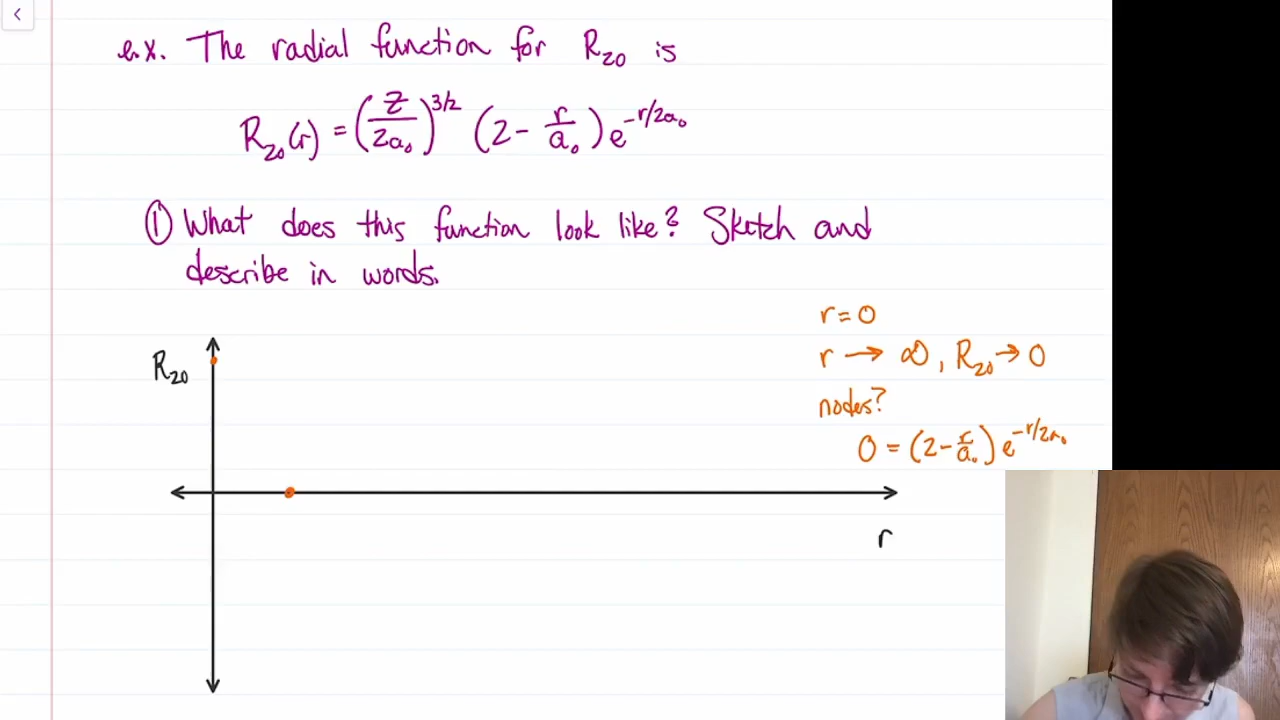 ex. The radial function for R₂₀ is
R₂₀(r) = (Z/2a₀)^3/2 (2 - r/a₀) e^-r/2a₀
① What does this function look like? Sketch and
describe in words.
r = 0
r → ∞, R₂₀ → 0
nodes?
0 = (2 - r/a₀) e^-r/2a₀
R₂₀
r